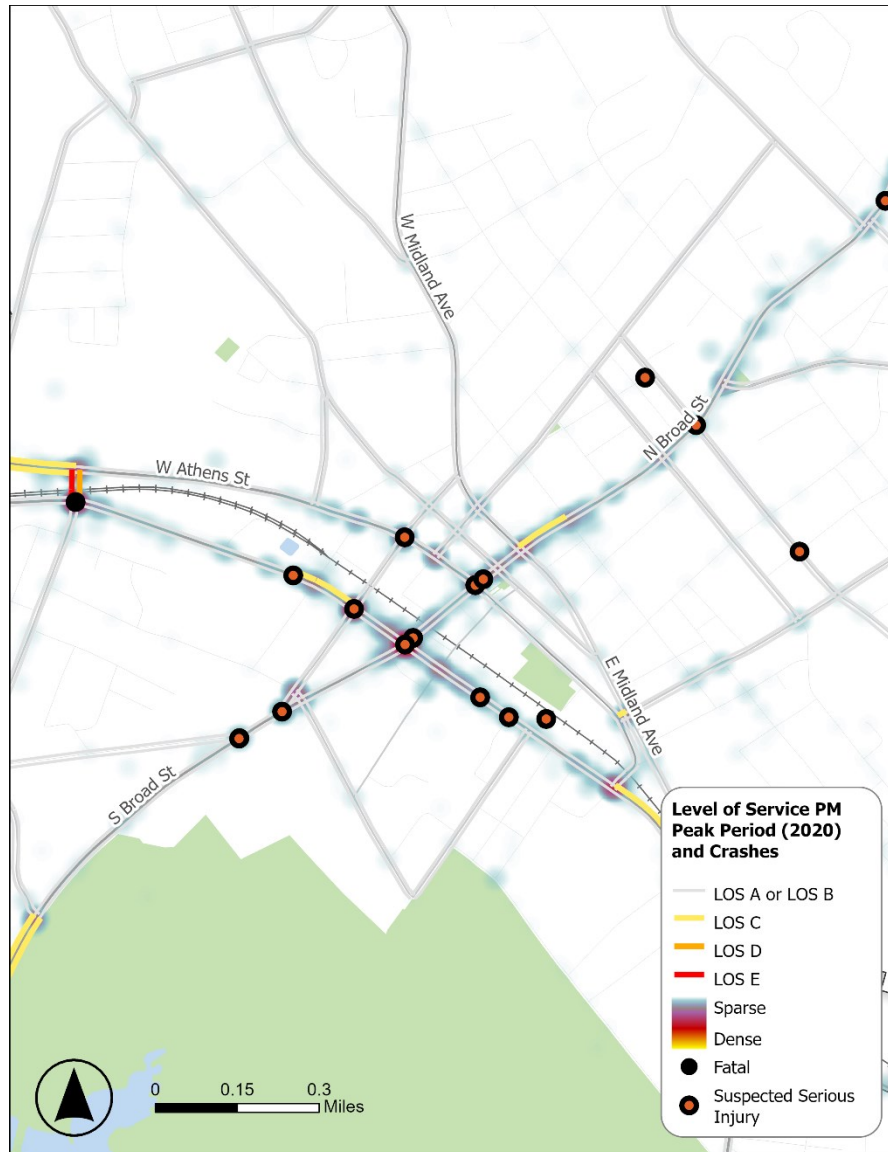 W Midland Ave
N Broad St
W Athens St
E Midland Ave
S Broad St
Level of Service PM
Peak Period (2020)
and Crashes
LOS A or LOS B
LOS C
LOS D
LOS E
Sparse
Dense
Fatal
Suspected Serious
Injury
0 0.15 0.3
Miles